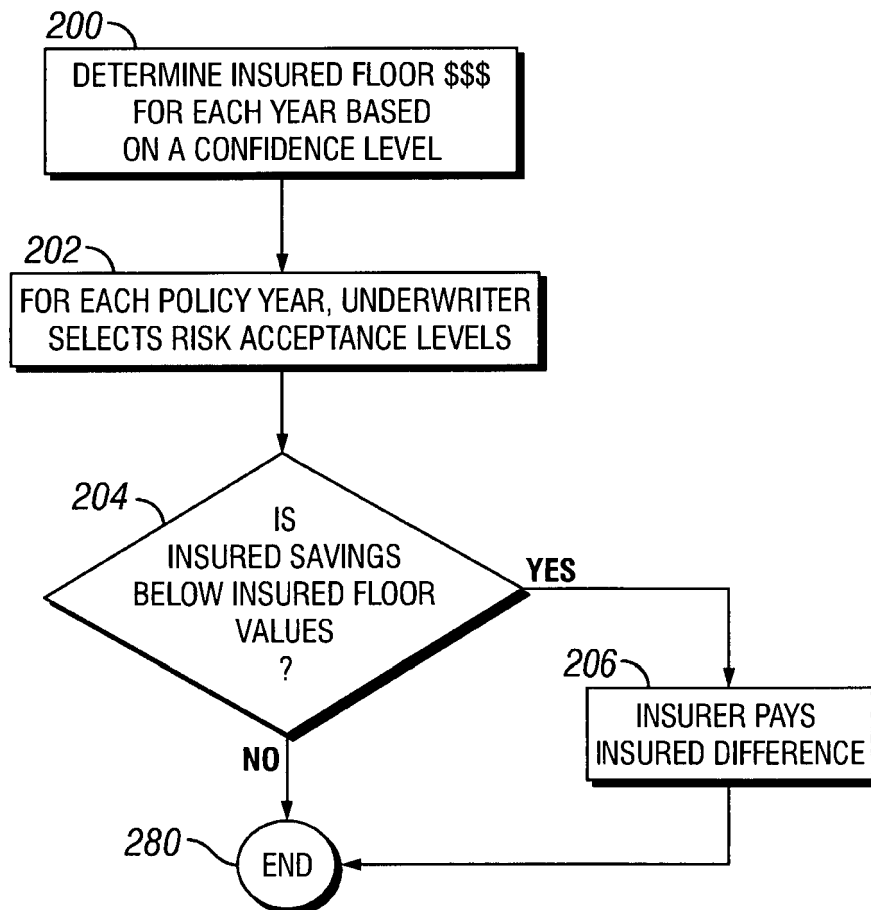 200
DETERMINE INSURED FLOOR $$$
FOR EACH YEAR BASED
ON A CONFIDENCE LEVEL
202
FOR EACH POLICY YEAR, UNDERWRITER
SELECTS RISK ACCEPTANCE LEVELS
204
IS
INSURED SAVINGS
BELOW INSURED FLOOR
VALUES
?
YES
206
INSURER PAYS
INSURED DIFFERENCE
NO
280
END